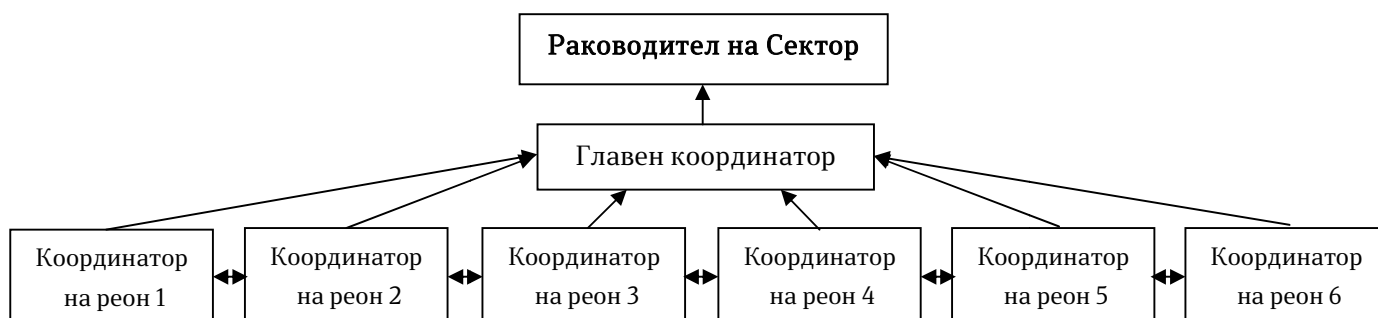 Раководител на Сектор
Главен координатор
Координатор
на реон 1
Координатор
на реон 2
Координатор
на реон 3
Координатор
на реон 4
Координатор
на реон 5
Координатор
на реон 6